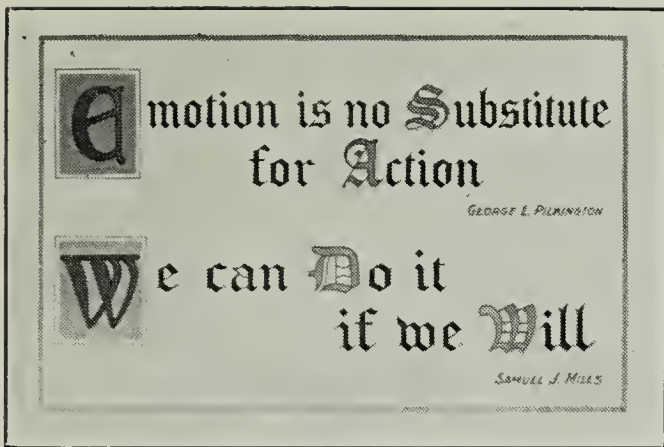 Emotion is no Substitute
for Action
GEORGE L. PILKINGTON
We can Do it
if we Will
SAMUEL J. MILLS